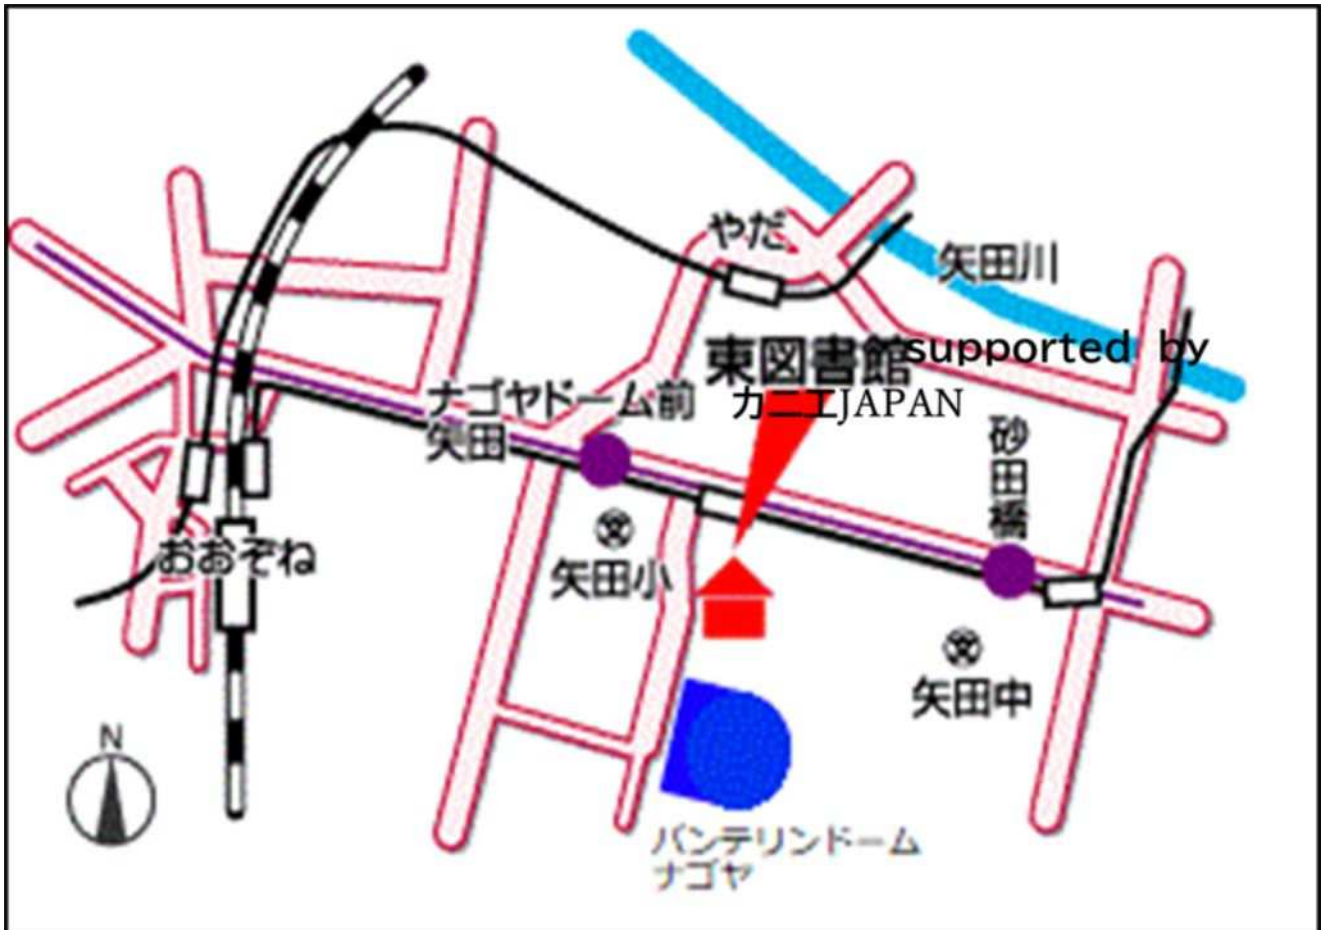 やだ
矢田川
東図書館supported by
カニエJAPAN
ナゴヤドーム前
矢田
砂田橋
おおぞね
矢田小
矢田中
N
バンテリンドーム
ナゴヤ